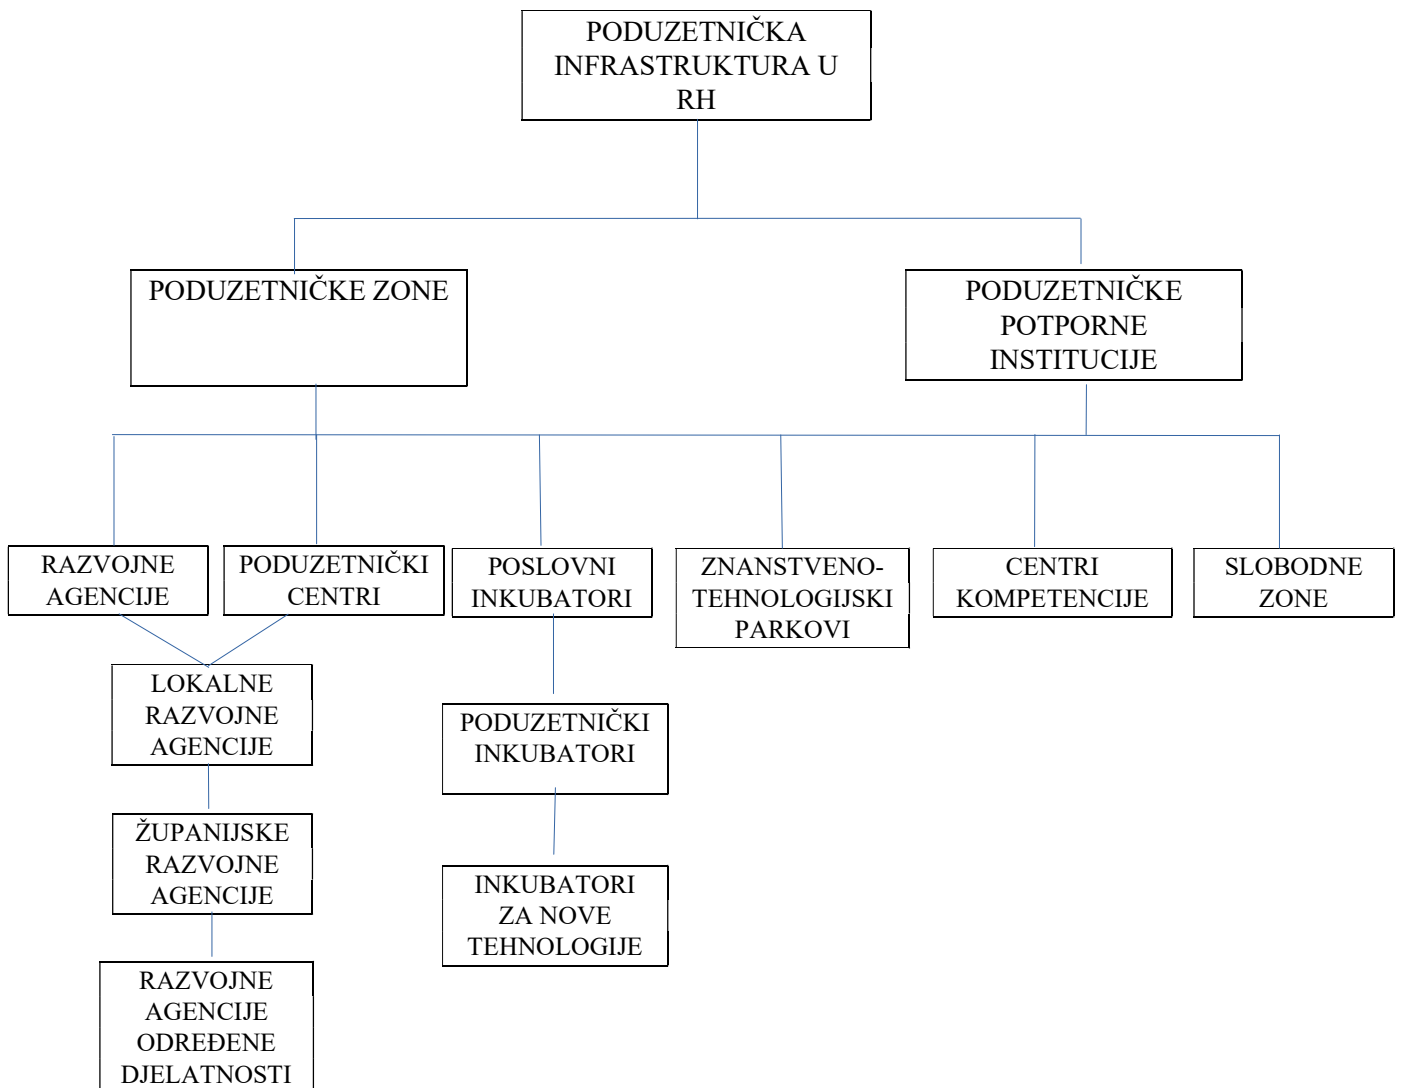 PODUZETNIČKA
INFRASTRUKTURA U
RH
PODUZETNIČKE ZONE
PODUZETNIČKE
POTPORNE
INSTITUCIJE
RAZVOJNE
AGENCIJE
PODUZETNIČKI
CENTRI
POSLOVNI
INKUBATORI
ZNANSTVENO-
TEHNOLOGIJSKI
PARKOVI
CENTRI
KOMPETENCIJE
SLOBODNE
ZONE
LOKALNE
RAZVOJNE
AGENCIJE
PODUZETNIČKI
INKUBATORI
ŽUPANIJSKE
RAZVOJNE
AGENCIJE
INKUBATORI
ZA NOVE
TEHNOLOGIJE
RAZVOJNE
AGENCIJE
ODREĐENE
DJELATNOSTI